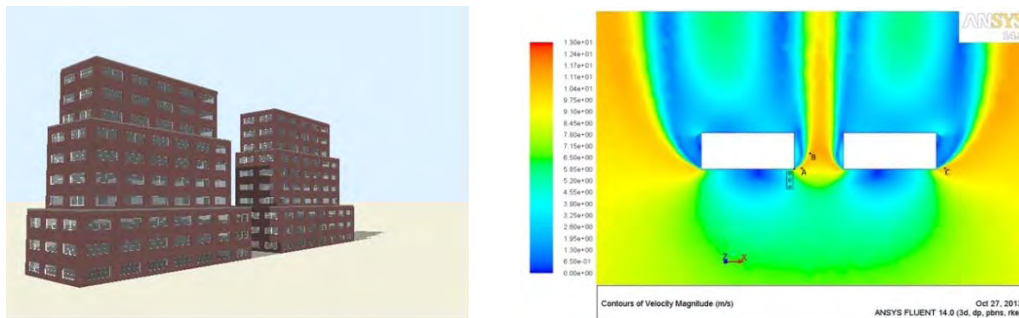 ANSYS
14.0
1.30e+01
1.24e+01
1.17e+01
1.11e+01
1.04e+01
9.75e+00
9.10e+00
8.45e+00
7.80e+00
7.15e+00
6.50e+00
5.85e+00
5.20e+00
4.55e+00
3.90e+00
3.25e+00
2.60e+00
1.95e+00
1.30e+00
6.50e-01
0.00e+00
B
A
C
Z X
Contours of Velocity Magnitude (m/s)
Oct 27, 2013
ANSYS FLUENT 14.0 (3d, dp, pbns, rke)